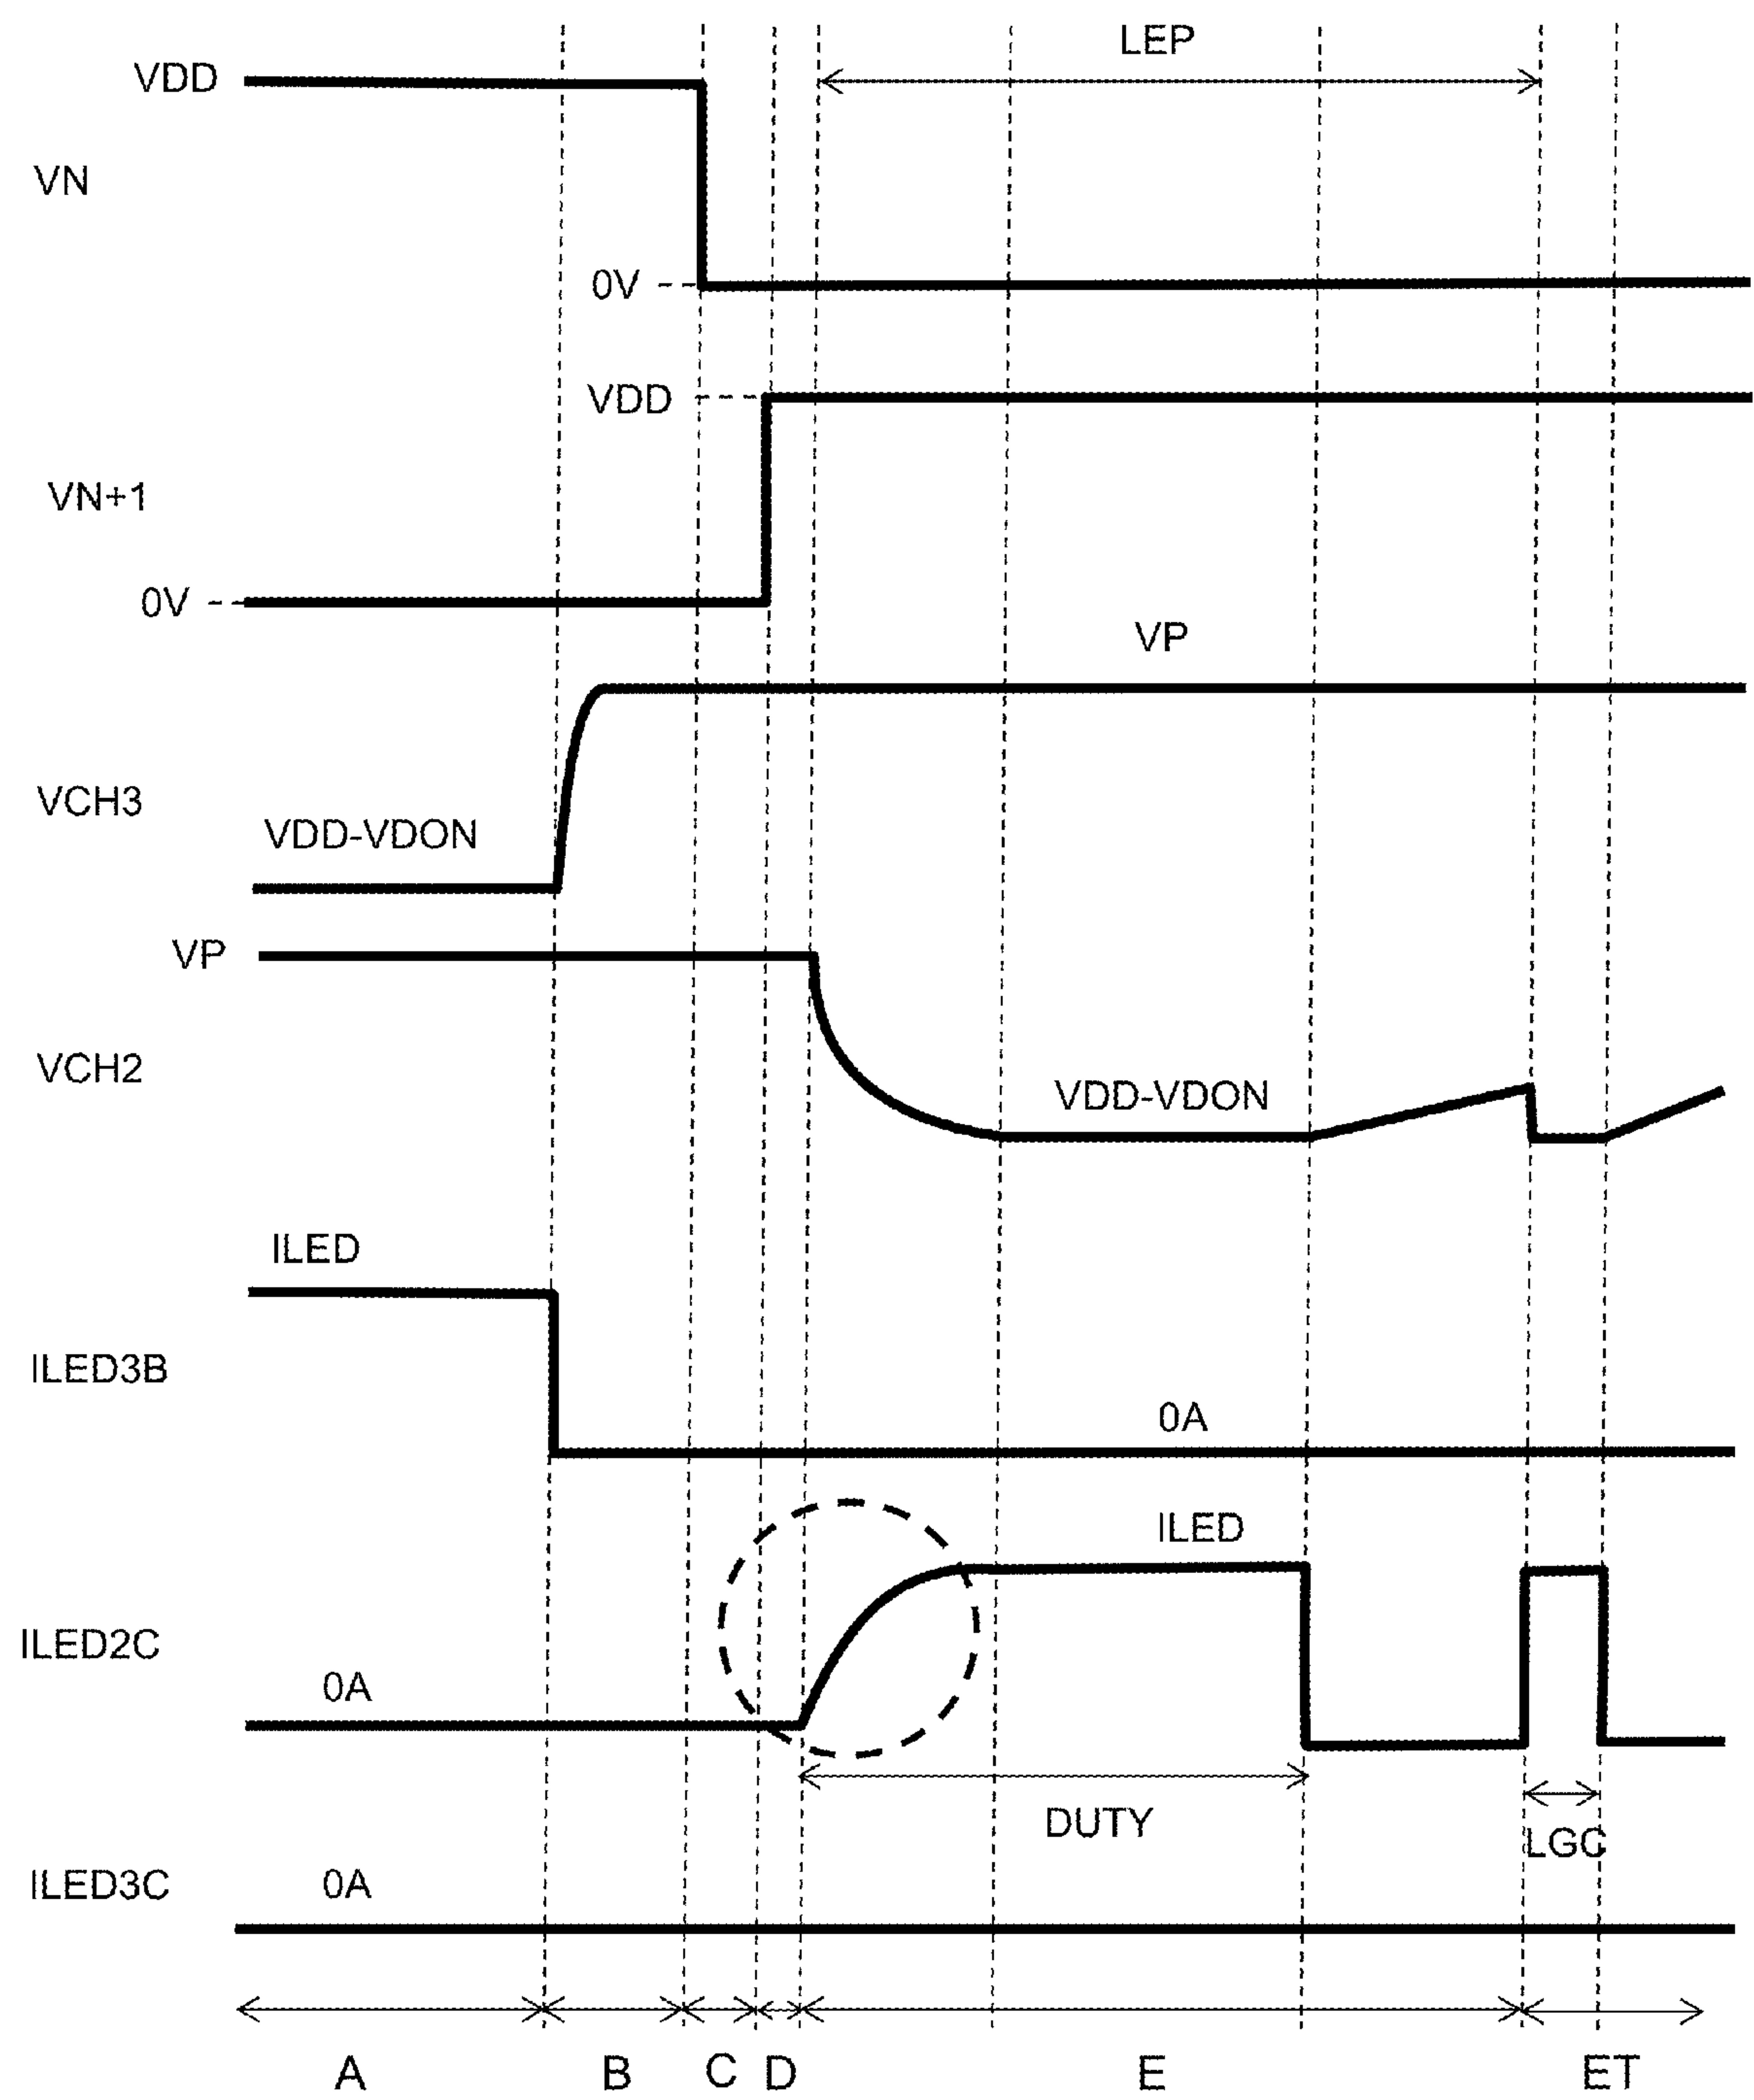 LEP
VDD
VN
0V
VDD
VN+1
0V
VP
VCH3
VDD-VDON
VP
VCH2
VDD-VDON
ILED
ILED3B
0A
ILED
ILED2C
0A
DUTY
LGC
ILED3C
0A
A B C D E ET